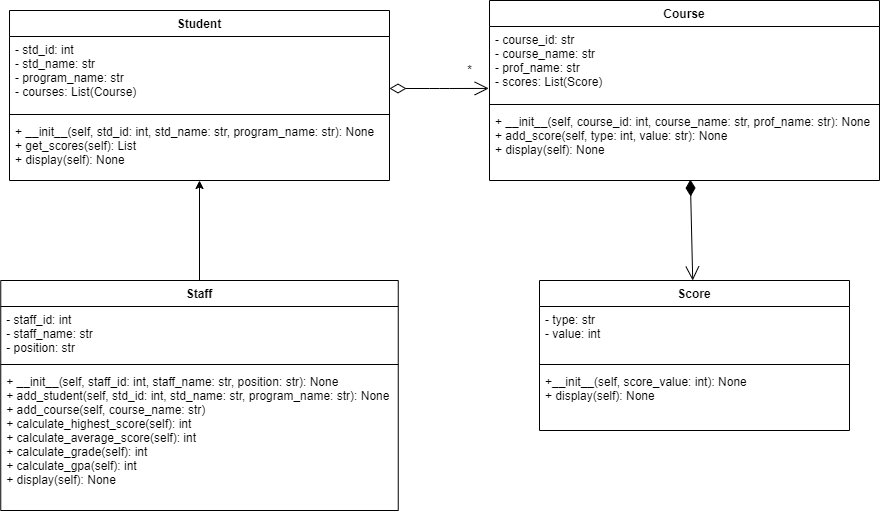 Student
- std_id: int
- std_name: str
- program_name: str
- courses: List(Course)
+ __init__(self, std_id: int, std_name: str, program_name: str): None
+ get_scores(self): List
+ display(self): None
*
Course
- course_id: str
- course_name: str
- prof_name: str
- scores: List(Score)
+ __init__(self, course_id: int, course_name: str, prof_name: str): None
+ add_score(self, type: int, value: str): None
+ display(self): None
Staff
- staff_id: int
- staff_name: str
- position: str
+ __init__(self, staff_id: int, staff_name: str, position: str): None
+ add_student(self, std_id: int, std_name: str, program_name: str): None
+ add_course(self, course_name: str)
+ calculate_highest_score(self): int
+ calculate_average_score(self): int
+ calculate_grade(self): int
+ calculate_gpa(self): int
+ display(self): None
Score
- type: str
- value: int
+__init__(self, score_value: int): None
+ display(self): None